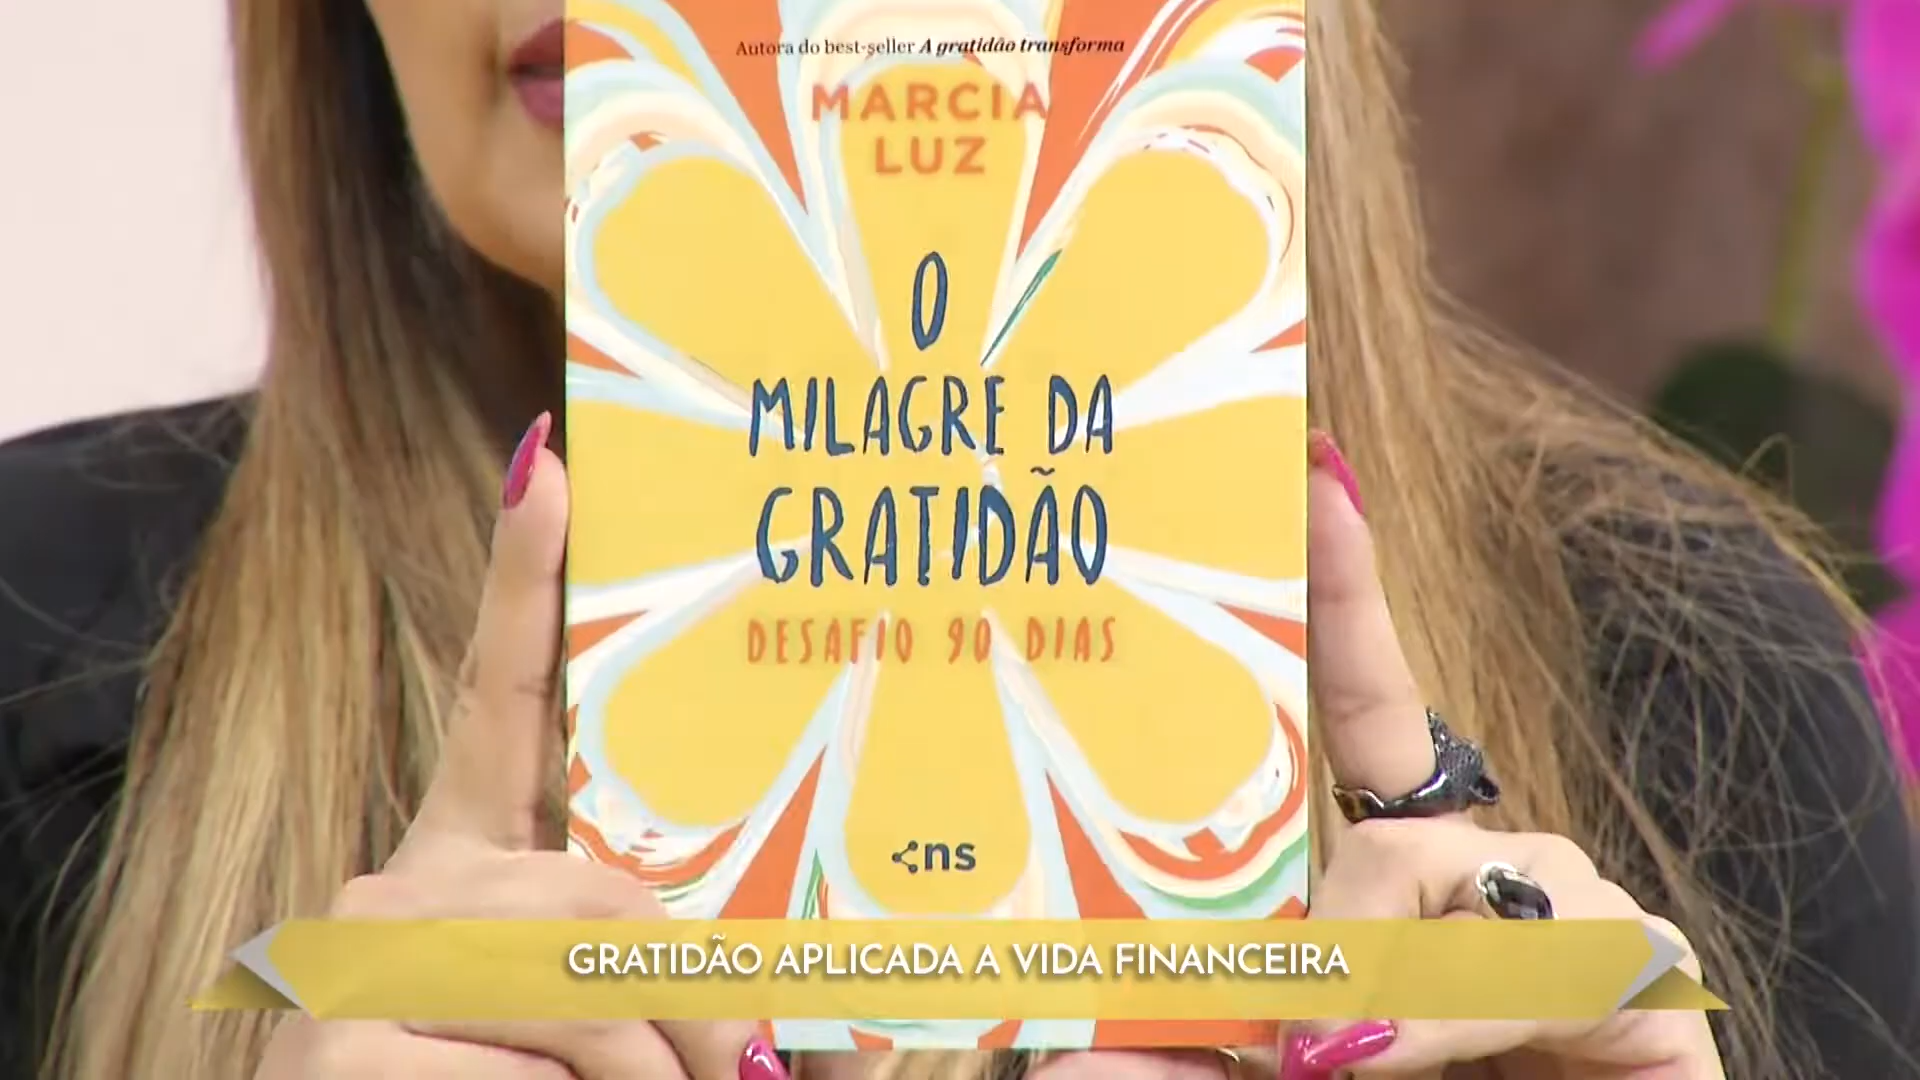 Autora do best-seller A gratidão transforma
MARCIA
LUZ
O
MILAGRE DA
GRATIDÃO
DESAFIO 90 DIAS
ns
GRATIDÃO APLICADA A VIDA FINANCEIRA